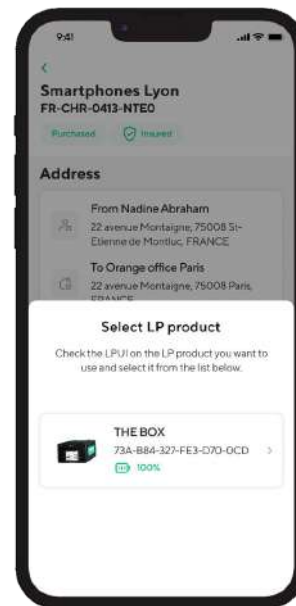 9:41
Smartphones Lyon
FR-CHR-0413-NTE0
Purchased
Insured
Address
From Nadine Abraham
22 avenue Montaigne, 75008 St-
Etienne de Montluc, FRANCE
To Orange office Paris
22 avenue Montaigne, 75008 Paris,
FRANCE
Select LP product
Check the LPUI on the LP product you want to
use and select it from the list below.
THE BOX
73A-B84-327-FE3-D70-0CD
100%